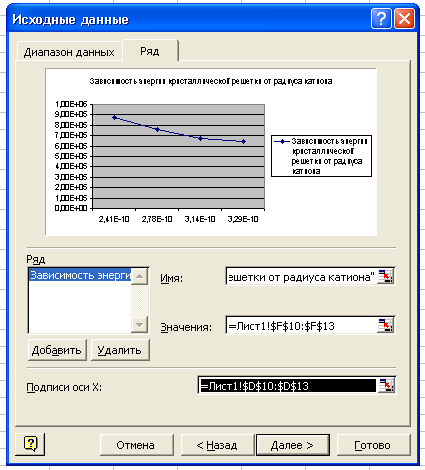 Исходные данные
Диапазон данных Ряд
Зависимость энергии кристаллической решетки от радиуса катиона
1,00E+06
9,00E+05
8,00E+05
7,00E+05
6,00E+05
5,00E+05
4,00E+05
3,00E+05
2,00E+05
1,00E+05
0,00E+00
2,41E-10 2,78E-10 3,14E-10 3,29E-10
Зависимость энергии
кристаллической
решетки от радиуса
катиона
Ряд
Зависимость энерги
Имя:
ешетки от радиуса катиона"
Значения:
=Лист1!$F$10:$F$13
Добавить Удалить
Подписи оси X:
=Лист1!$D$10:$D$13
Отмена < Назад Далее > Готово